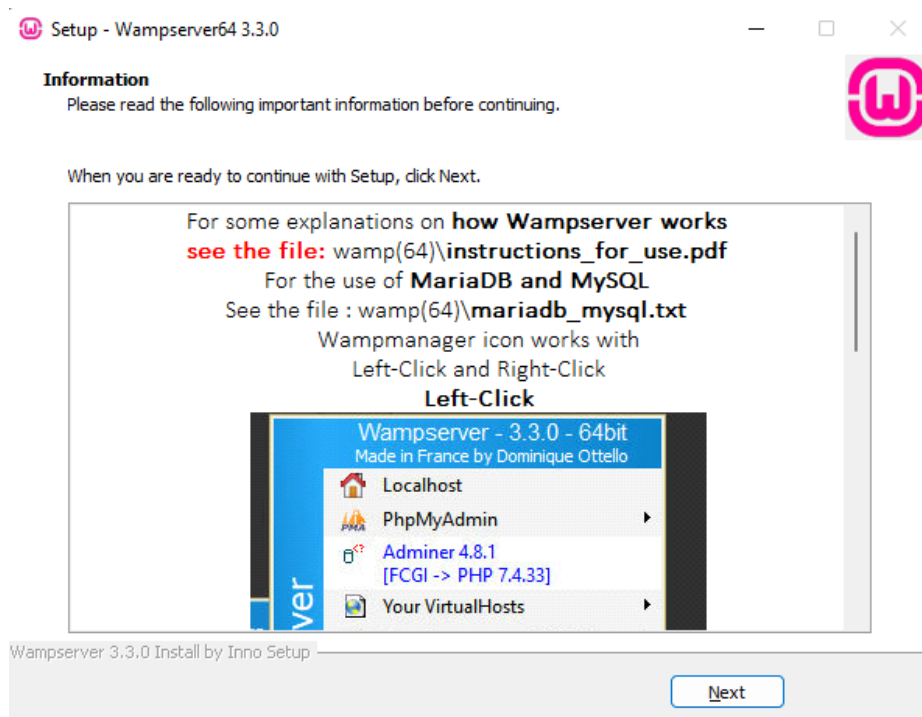 Setup - Wampserver64 3.3.0
Information
Please read the following important information before continuing.
When you are ready to continue with Setup, click Next.
For some explanations on how Wampserver works
see the file: wamp(64)\instructions_for_use.pdf
For the use of MariaDB and MySQL
See the file : wamp(64)\mariadb_mysql.txt
Wampmanager icon works with
Left-Click and Right-Click
Left-Click
Wampserver - 3.3.0 - 64bit
Made in France by Dominique Ottello
Localhost
PMA
PhpMyAdmin
Adminer 4.8.1
[FCGI -> PHP 7.4.33]
Your VirtualHosts
ver
Wampserver 3.3.0 Install by Inno Setup
Next